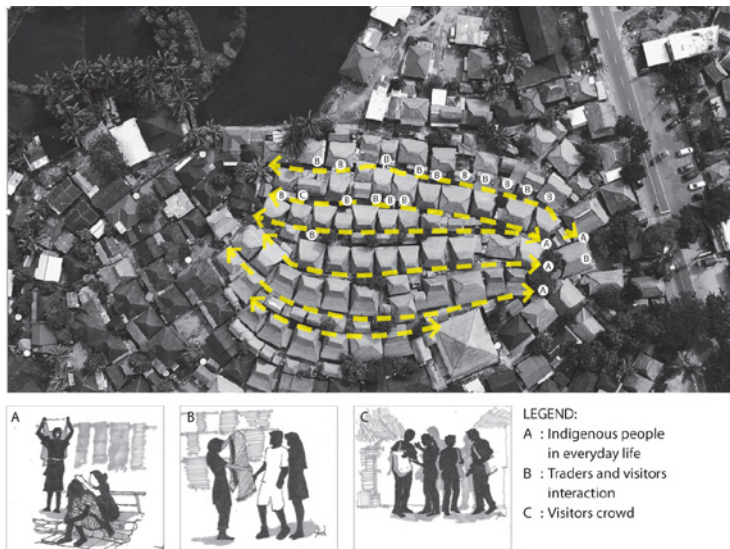 B B B B B B B B B B
B C B B B B
B A A
A B
A
A
B
C
LEGEND:
A : Indigenous people
in everyday life
B : Traders and visitors
interaction
C : Visitors crowd